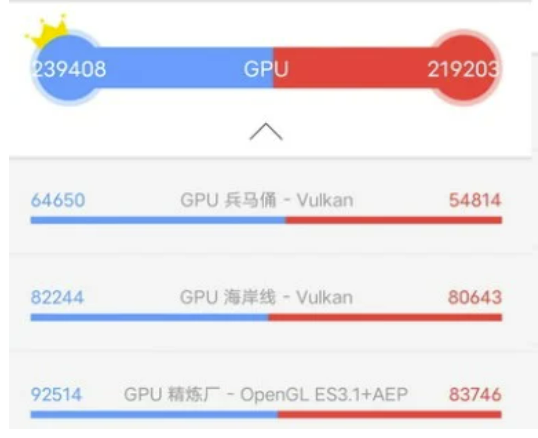 239408 GPU 219203
64650 GPU 兵马俑 - Vulkan 54814
82244 GPU 海岸线 - Vulkan 80643
92514 GPU 精炼厂 - OpenGL ES3.1+AEP 83746